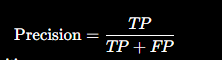 Precision = TP / TP + FP